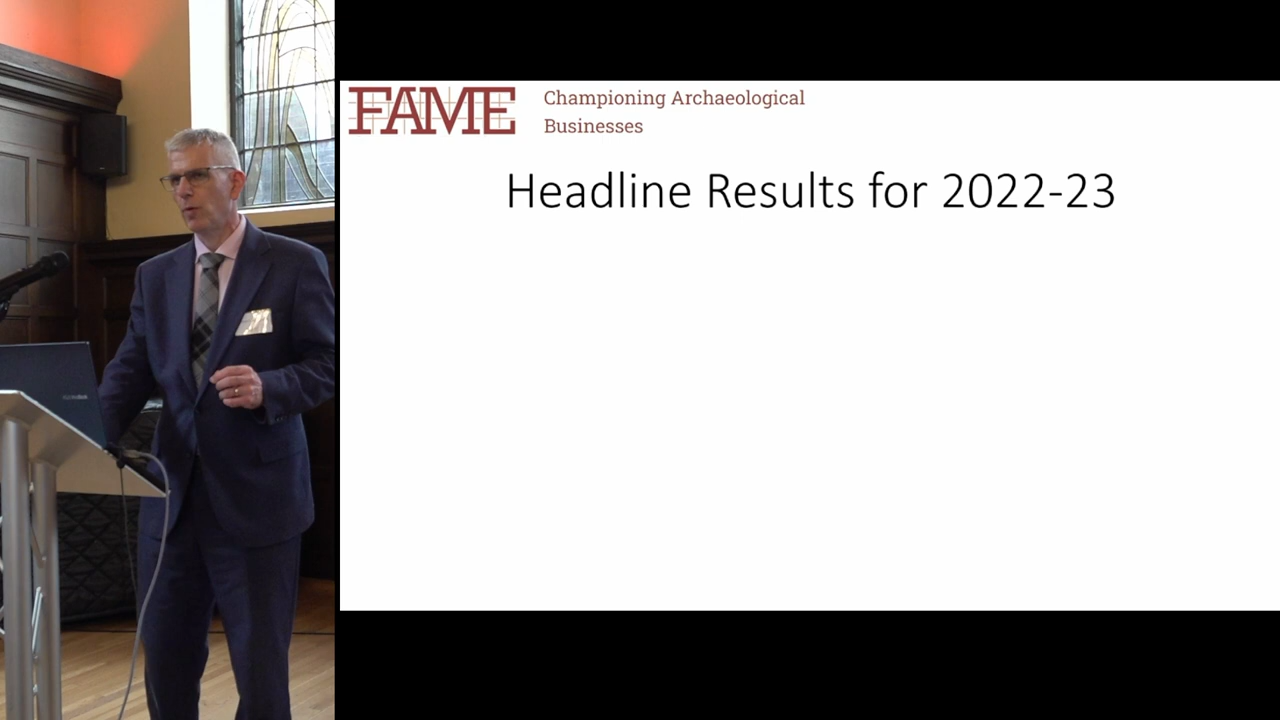 FAME
Championing Archaeological
Businesses
Headline Results for 2022-23